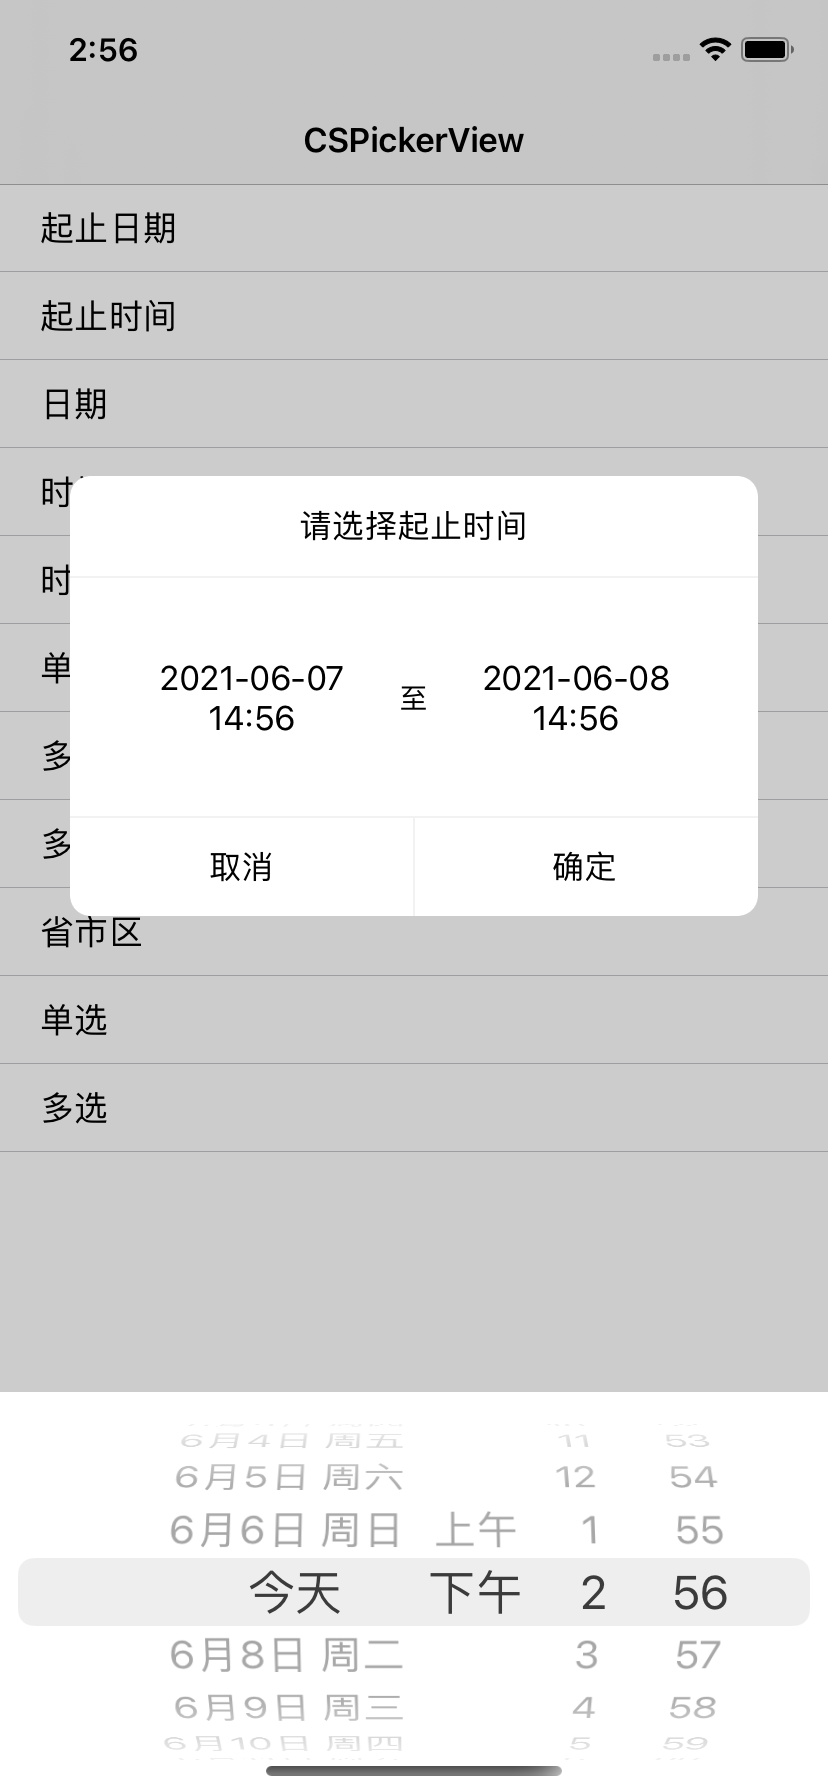 2:56
CSPickerView
起止日期
起止时间
日期
时
请选择起止时间
时
单
2021-06-07 至 2021-06-08
14:56 14:56
多
多
取消 确定
省市区
单选
多选
6月4日 周五 11 53
6月5日 周六 12 54
6月6日 周日 上午 1 55
今天 下午 2 56
6月8日 周二 3 57
6月9日 周三 4 58
6月10日 周四 5 59